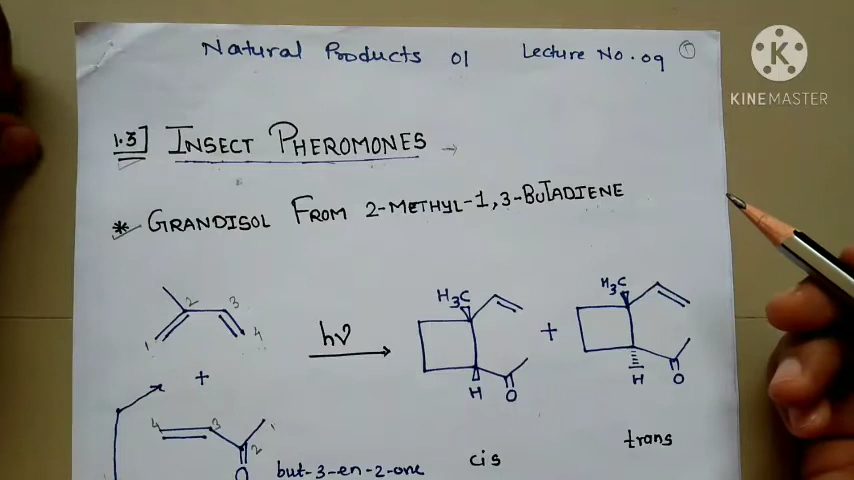 Natural Products 01 Lecture No. 09 ①
K
KINEMASTER
1.3] INSECT PHEROMONES →
* GRANDISOL FROM 2-METHYL-1,3-BUTADIENE
1 2 3 4
hν
H₃C
H
O
+
H₃C
H
O
+
4 3 2 1
O
but-3-en-2-one
cis
trans